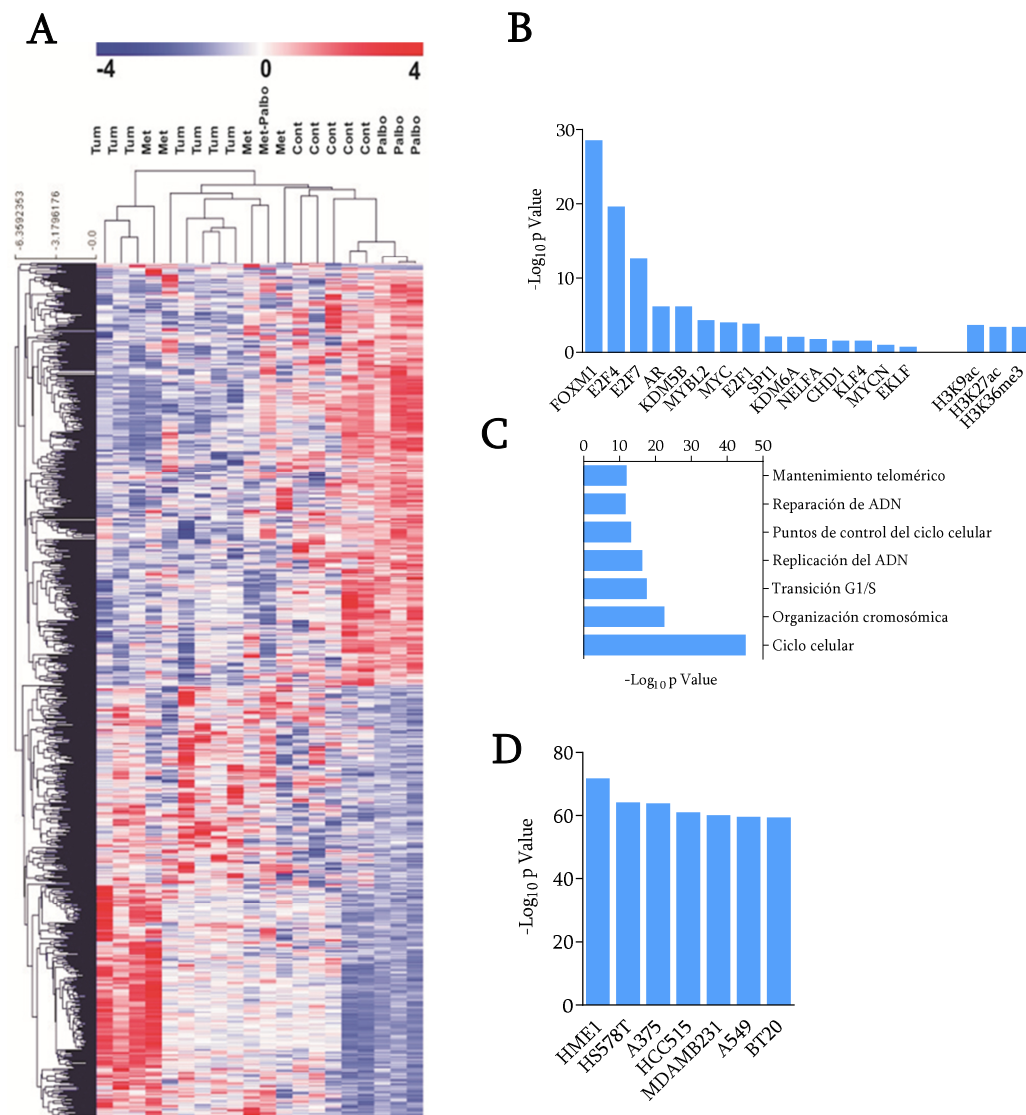 A
-4
0
4
Tum
Tum
Tum
Met
Met
Tum
Tum
Tum
Tum
Met
Met-Palbo
Met
Cont
Cont
Cont
Cont
Cont
Palbo
Palbo
Palbo
-6.3592353
-3.1796176
-0.0
B
30
20
10
0
-Log10 p Value
FOXM1
E2F4
E2F7
AR
KDM5B
MYBL2
MYC
E2F1
SPI1
KDM6A
NELFA
CHD1
KLF4
MYCN
EKLF
H3K9ac
H3K27ac
H3K36me3
C
0 10 20 30 40 50
Mantenimiento telomérico
Reparación de ADN
Puntos de control del ciclo celular
Replicación del ADN
Transición G1/S
Organización cromosómica
Ciclo celular
-Log10 p Value
D
80
60
40
20
0
-Log10 p Value
HME1
HS578T
A375
HCC515
MDAMB231
A549
BT20